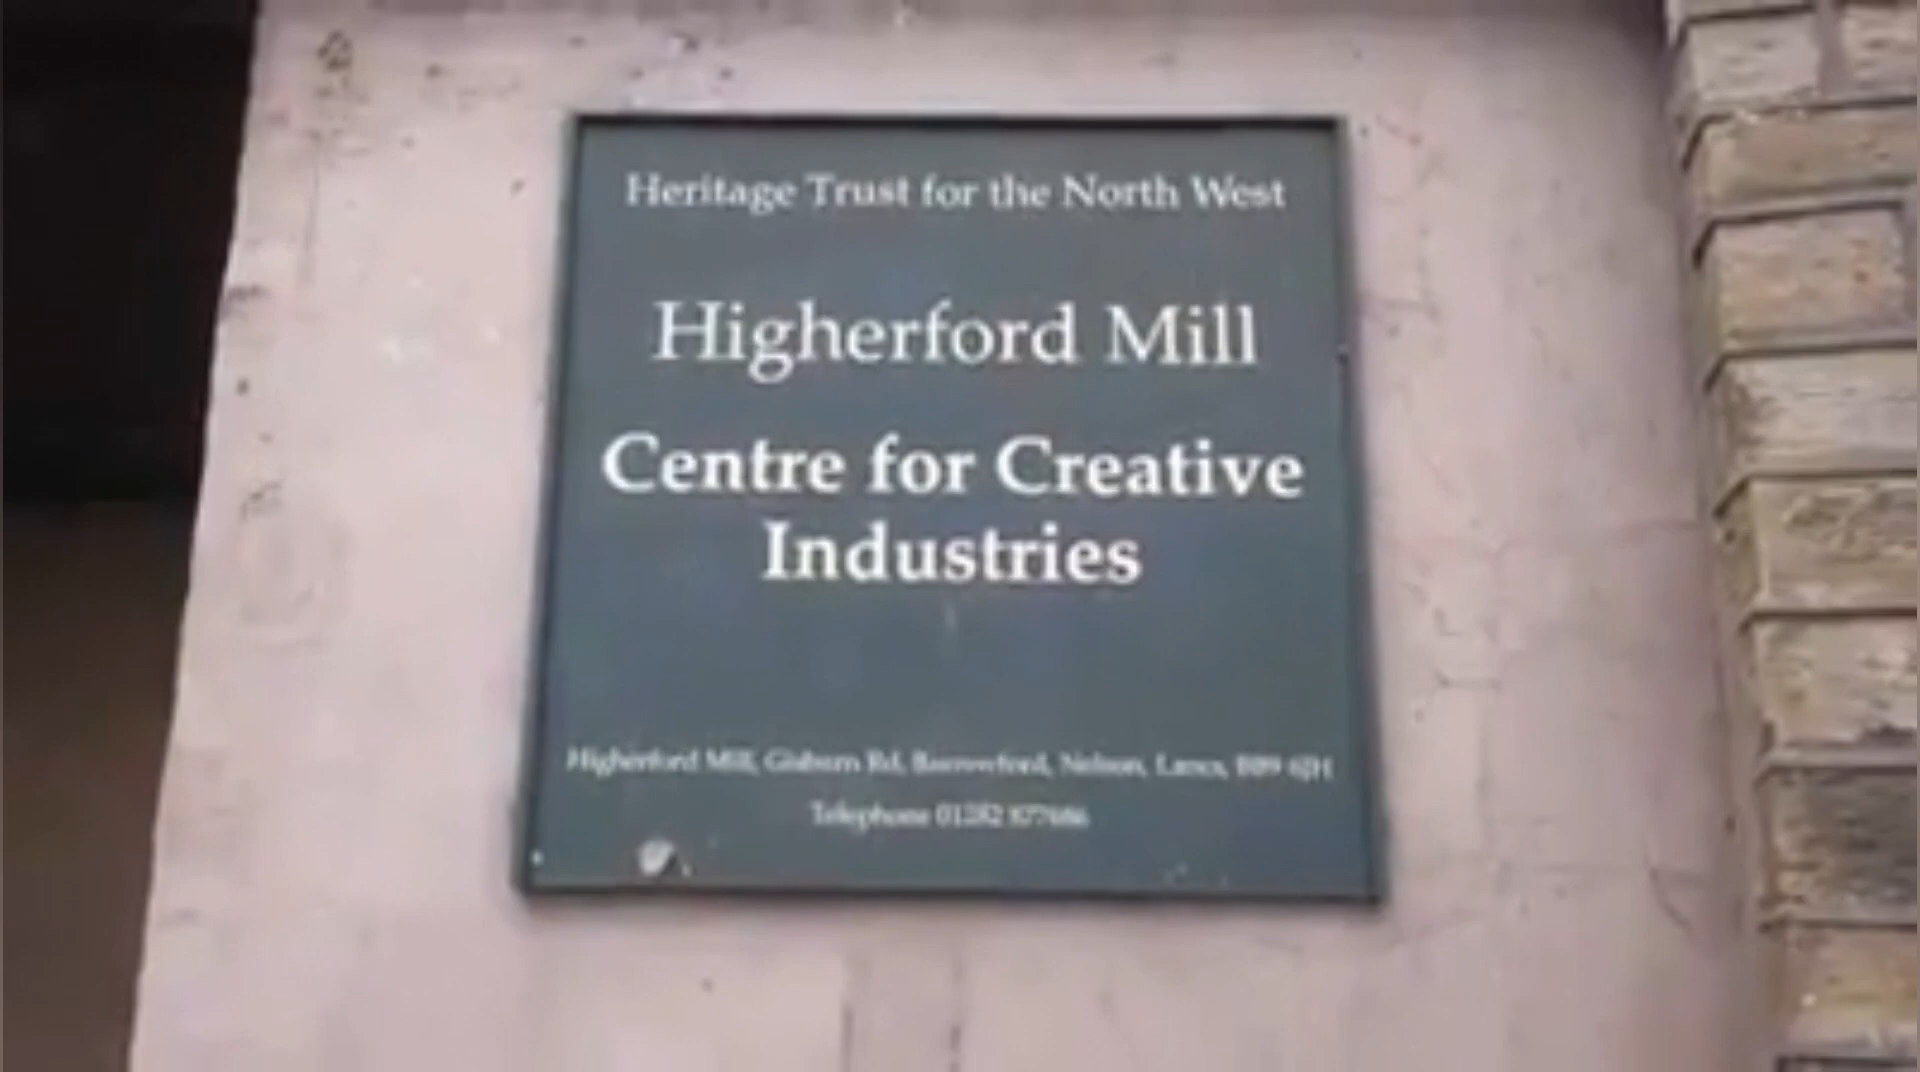 Heritage Trust for the North West
Higherford Mill
Centre for Creative
Industries
Higherford Mill, Gisburn Rd, Barrowford, Nelson, Lancs, BB9 6JH
Telephone 01282